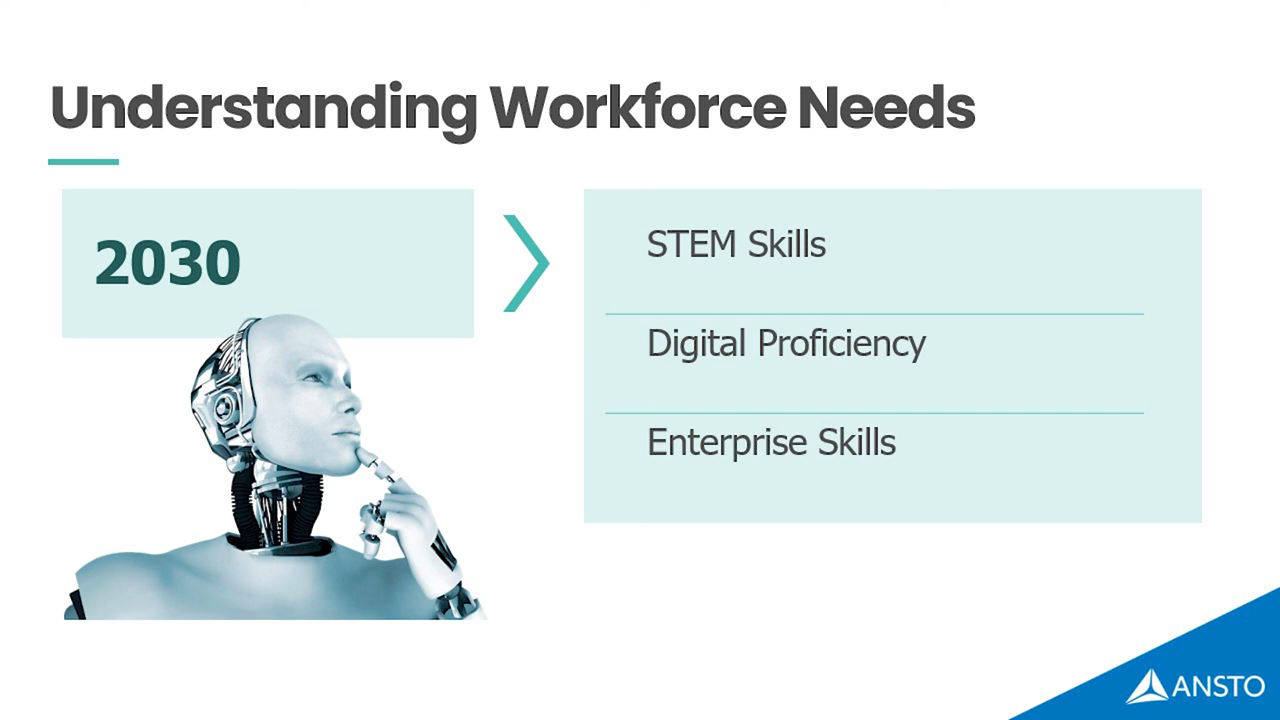 Understanding Workforce Needs
2030
STEM Skills
Digital Proficiency
Enterprise Skills
ANSTO